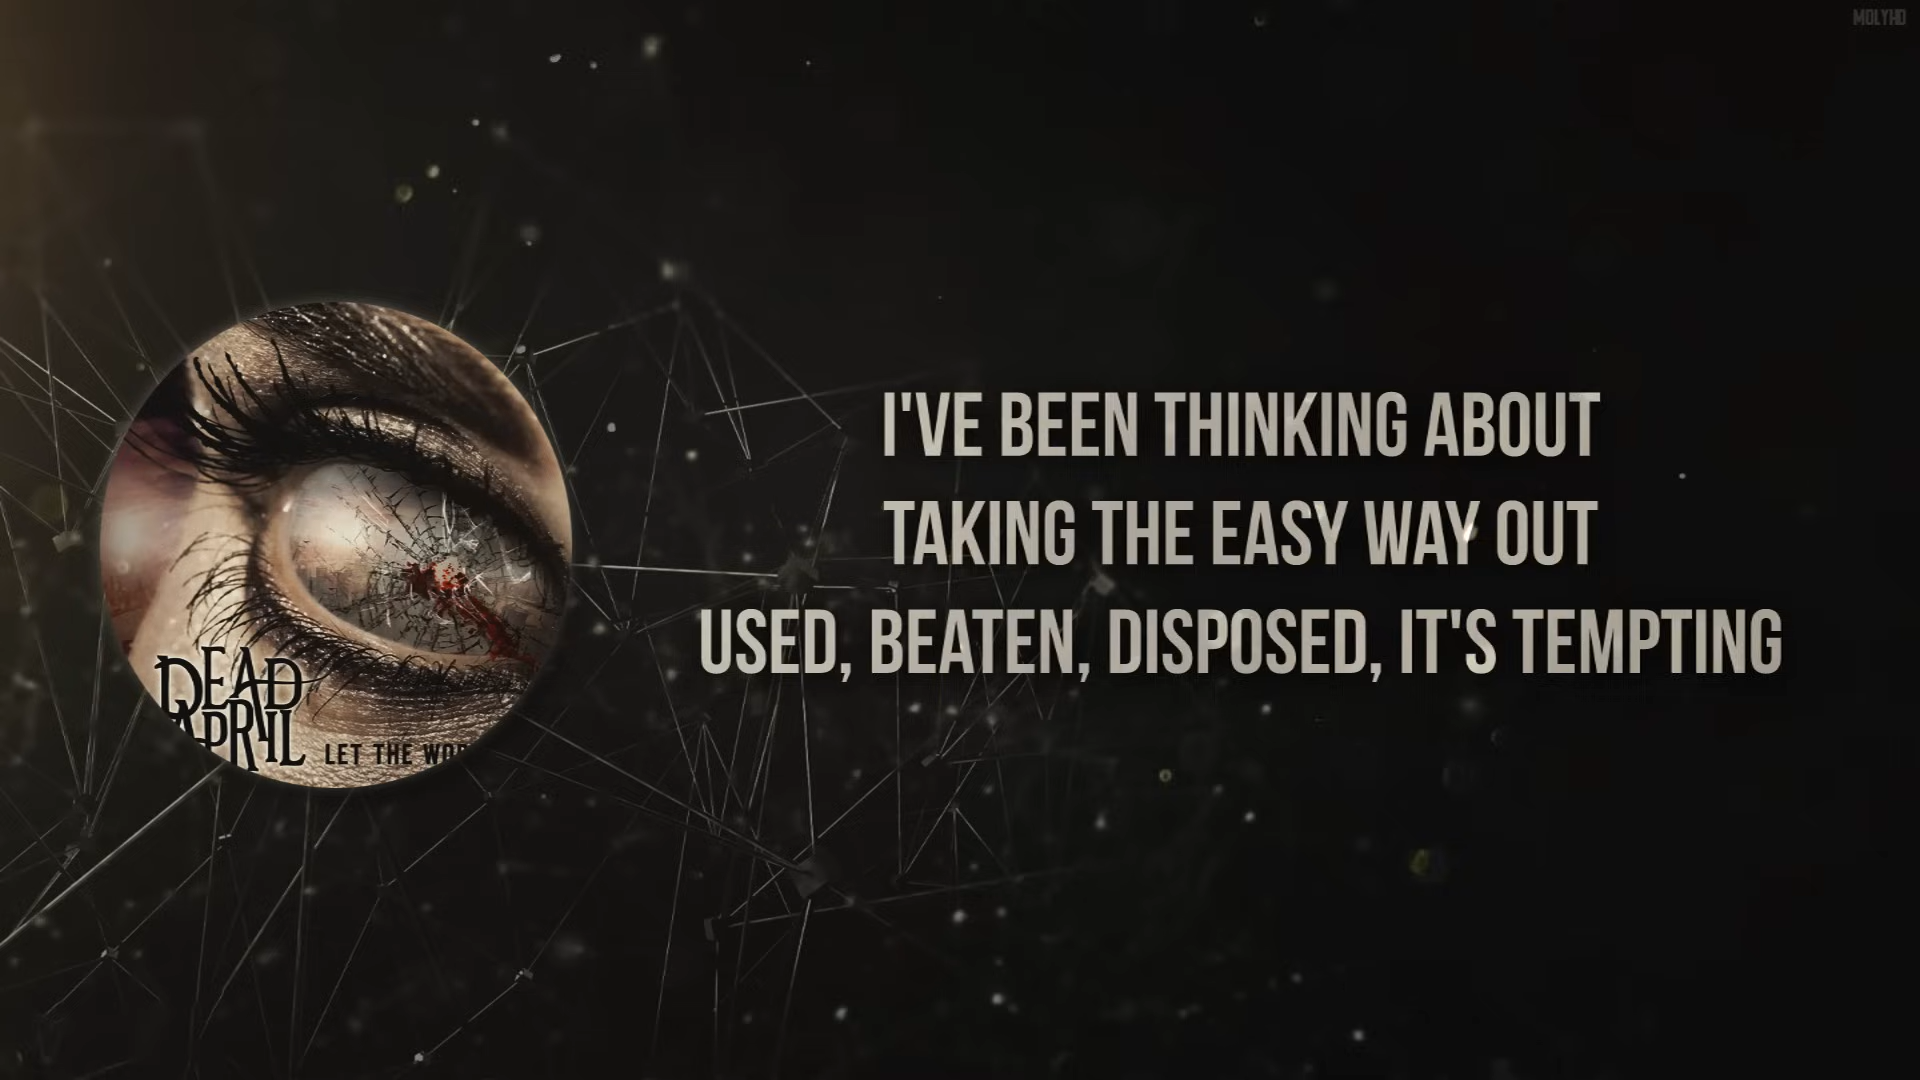 MOLYHD
I'VE BEEN THINKING ABOUT
TAKING THE EASY WAY OUT
USED, BEATEN, DISPOSED, IT'S TEMPTING
DEAD
APRIL
LET THE